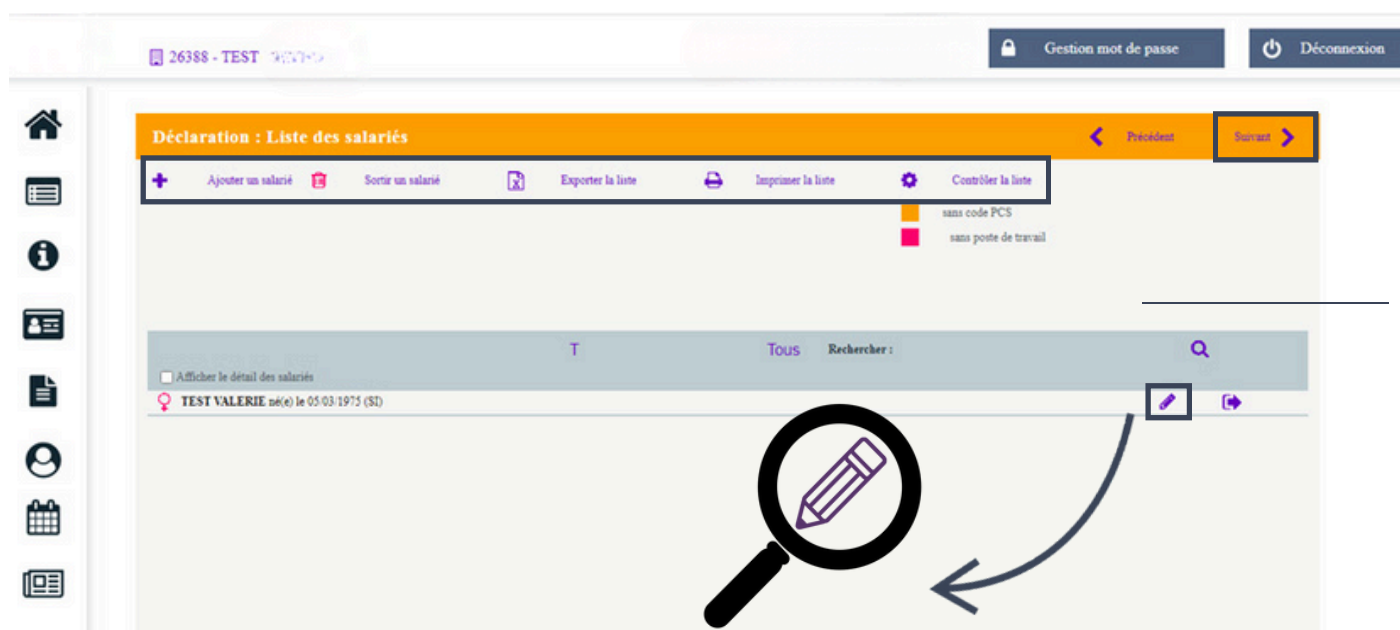 26388 - TEST
Gestion mot de passe
Déconnexion
Déclaration : Liste des salariés
Précédent
Suivant
Ajouter un salarié
Sortir un salarié
Exporter la liste
Imprimer la liste
Contrôler la liste
sans code PCS
sans poste de travail
T
Tous
Rechercher :
Afficher le détail des salariés
TEST VALERIE né(e) le 05/03/1975 (SI)